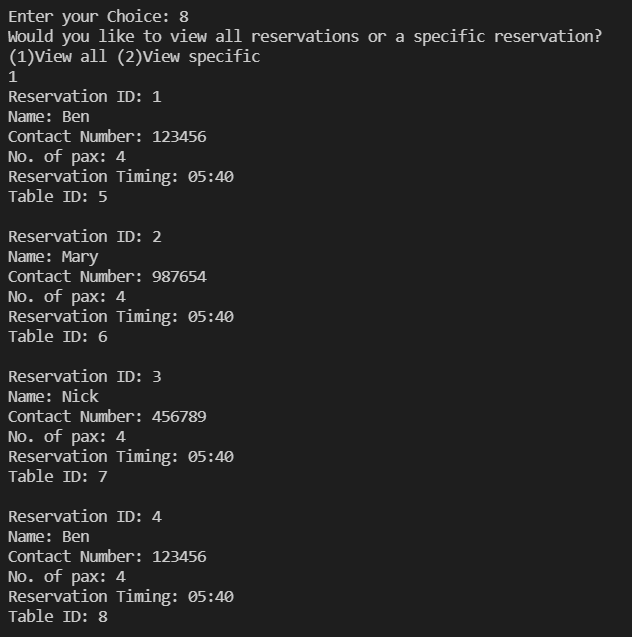 Enter your Choice: 8
Would you like to view all reservations or a specific reservation?
(1)View all (2)View specific
1
Reservation ID: 1
Name: Ben
Contact Number: 123456
No. of pax: 4
Reservation Timing: 05:40
Table ID: 5

Reservation ID: 2
Name: Mary
Contact Number: 987654
No. of pax: 4
Reservation Timing: 05:40
Table ID: 6

Reservation ID: 3
Name: Nick
Contact Number: 456789
No. of pax: 4
Reservation Timing: 05:40
Table ID: 7

Reservation ID: 4
Name: Ben
Contact Number: 123456
No. of pax: 4
Reservation Timing: 05:40
Table ID: 8